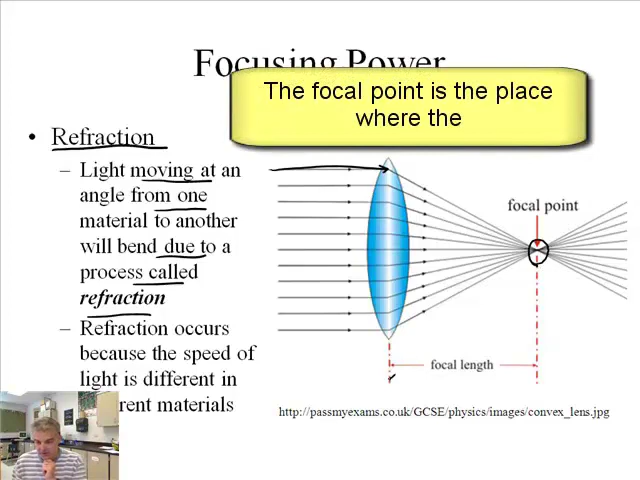 Focusing Power
The focal point is the place
where the
• Refraction
– Light moving at an
angle from one
material to another
will bend due to a
process called
refraction
– Refraction occurs
because the speed of
light is different in
materials
focal point
focal length
http://passmyexams.co.uk/GCSE/physics/images/convex_lens.jpg